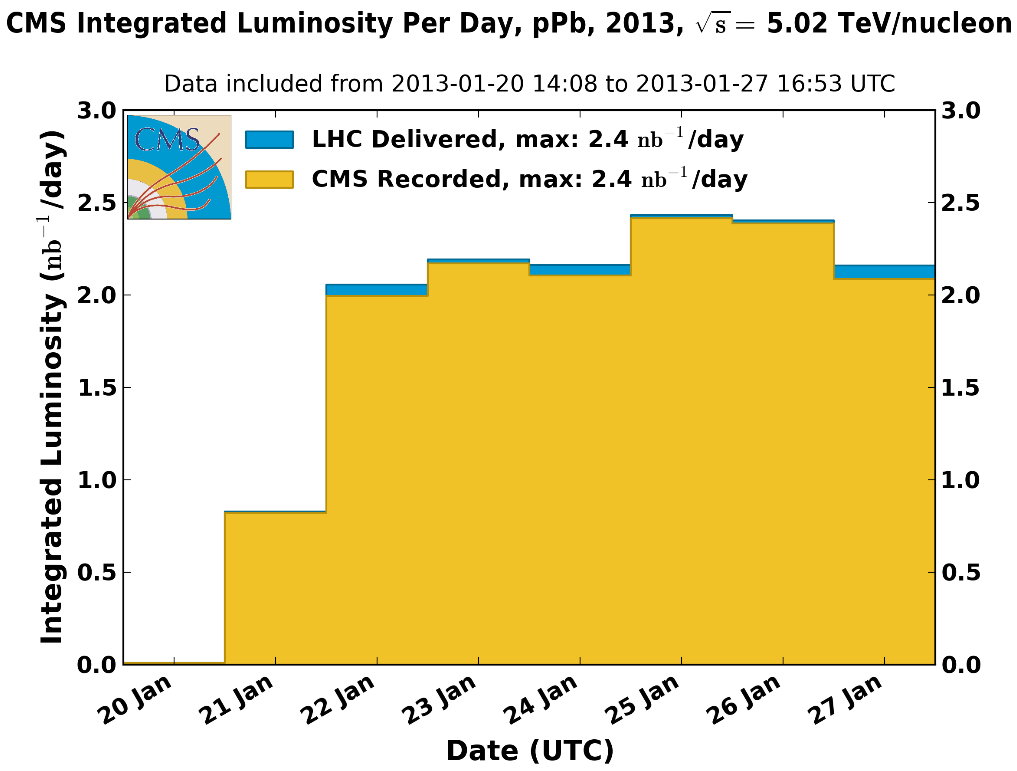 CMS Integrated Luminosity Per Day, pPb, 2013, √s = 5.02 TeV/nucleon
Data included from 2013-01-20 14:08 to 2013-01-27 16:53 UTC
CMS
LHC Delivered, max: 2.4 nb⁻¹/day
CMS Recorded, max: 2.4 nb⁻¹/day
Integrated Luminosity (nb⁻¹/day)
3.0 3.0
2.5 2.5
2.0 2.0
1.5 1.5
1.0 1.0
0.5 0.5
0.0 0.0
20 Jan 21 Jan 22 Jan 23 Jan 24 Jan 25 Jan 26 Jan 27 Jan
Date (UTC)